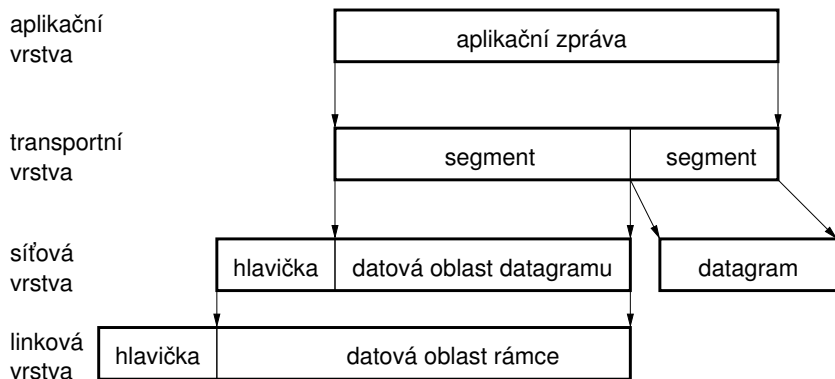 aplikační
vrstva
aplikační zpráva
transportní
vrstva
segment
segment
síťová
vrstva
hlavička
datová oblast datagramu
datagram
linková
vrstva
hlavička
datová oblast rámce